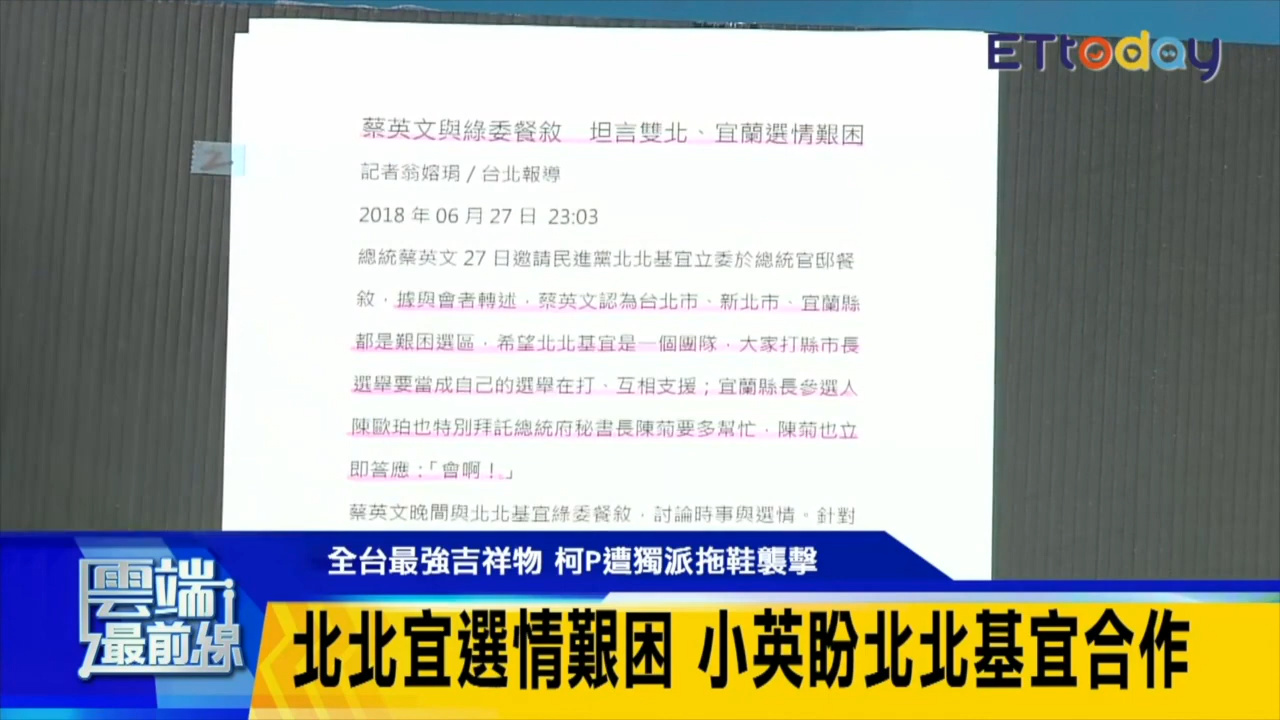 ETtoday
蔡英文與綠委餐敘　坦言雙北、宜蘭選情艱困
2
記者翁嫆琄 / 台北報導
2018 年 06 月 27 日 23:03
總統蔡英文 27 日邀請民進黨北北基宜立委於總統官邸餐
敘，據與會者轉述，蔡英文認為台北市、新北市、宜蘭縣
都是艱困選區，希望北北基宜是一個團隊，大家打縣市長
選舉要當成自己的選舉在打、互相支援；宜蘭縣長參選人
陳歐珀也特別拜託總統府秘書長陳菊要多幫忙，陳菊也立
即答應：「會啊！」
蔡英文晚間與北北基宜綠委餐敘，討論時事與選情。針對
全台最強吉祥物 柯P遭獨派拖鞋襲擊
雲端
最前線
北北宜選情艱困 小英盼北北基宜合作